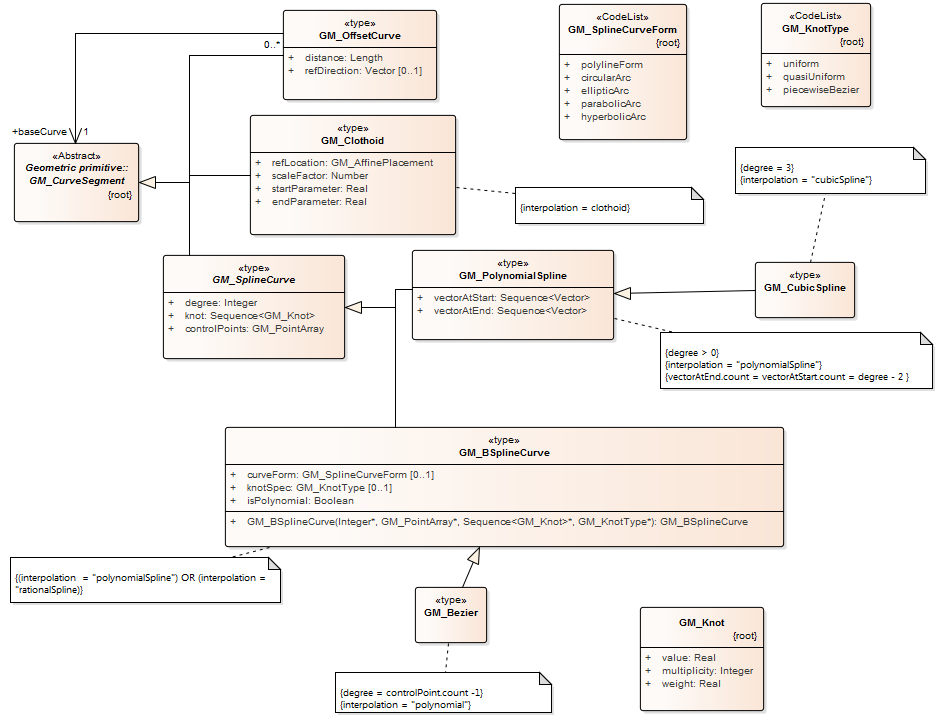 «type»
GM_OffsetCurve
+ distance: Length
+ refDirection: Vector [0..1]
0..*
+baseCurve
1
«Abstract»
Geometric primitive::
GM_CurveSegment
{root}
«type»
GM_Clothoid
+ refLocation: GM_AffinePlacement
+ scaleFactor: Number
+ startParameter: Real
+ endParameter: Real
{interpolation = clothoid}
«CodeList»
GM_SplineCurveForm
{root}
+ polylineForm
+ circularArc
+ ellipticArc
+ parabolicArc
+ hyperbolicArc
«CodeList»
GM_KnotType
{root}
+ uniform
+ quasiUniform
+ piecewiseBezier
{degree = 3}
{interpolation = "cubicSpline"}
«type»
GM_SplineCurve
+ degree: Integer
+ knot: Sequence<GM_Knot>
+ controlPoints: GM_PointArray
«type»
GM_PolynomialSpline
+ vectorAtStart: Sequence<Vector>
+ vectorAtEnd: Sequence<Vector>
«type»
GM_CubicSpline
{degree > 0}
{interpolation = "polynomialSpline"}
{vectorAtEnd.count = vectorAtStart.count = degree - 2 }
«type»
GM_BSplineCurve
+ curveForm: GM_SplineCurveForm [0..1]
+ knotSpec: GM_KnotType [0..1]
+ isPolynomial: Boolean
+ GM_BSplineCurve(Integer*, GM_PointArray*, Sequence<GM_Knot>*, GM_KnotType*): GM_BSplineCurve
{(interpolation = "polynomialSpline") OR (interpolation =
"rationalSpline)}
«type»
GM_Bezier
{degree = controlPoint.count -1}
{interpolation = "polynomial"}
GM_Knot
{root}
+ value: Real
+ multiplicity: Integer
+ weight: Real